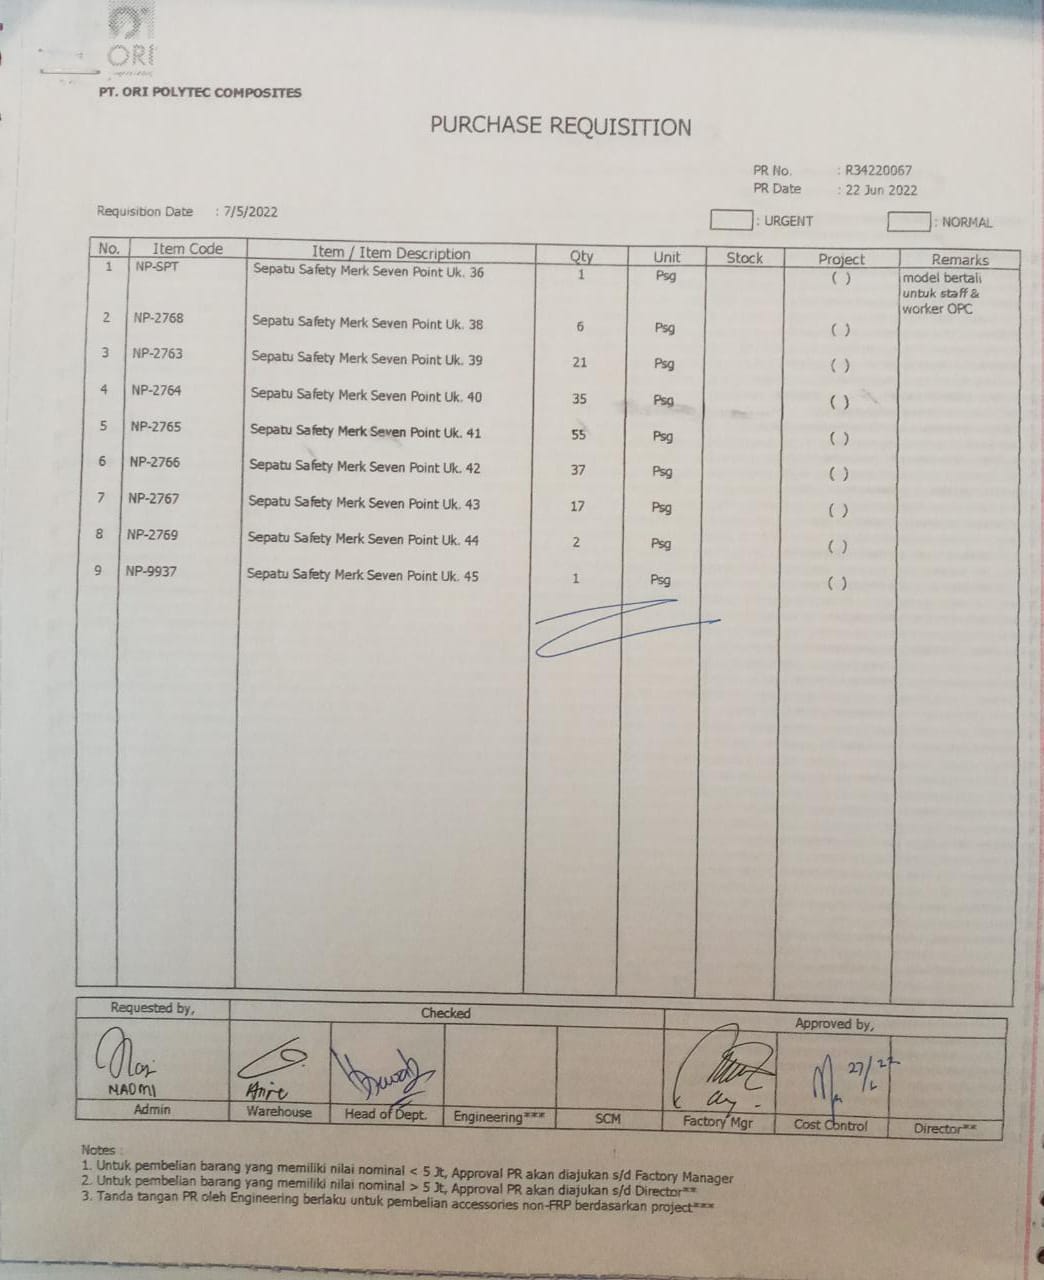 ORI
PT. ORI POLYTEC COMPOSITES
PURCHASE REQUISITION
PR No. : R34220067
PR Date : 22 Jun 2022
Requisition Date : 7/5/2022
: URGENT : NORMAL
No. Item Code Item / Item Description Qty Unit Stock Project Remarks
1 NP-SPT Sepatu Safety Merk Seven Point Uk. 36 1 Psg ( ) model bertali
untuk staff &
worker OPC
2 NP-2768 Sepatu Safety Merk Seven Point Uk. 38 6 Psg ( )
3 NP-2763 Sepatu Safety Merk Seven Point Uk. 39 21 Psg ( )
4 NP-2764 Sepatu Safety Merk Seven Point Uk. 40 35 Psg ( )
5 NP-2765 Sepatu Safety Merk Seven Point Uk. 41 55 Psg ( )
6 NP-2766 Sepatu Safety Merk Seven Point Uk. 42 37 Psg ( )
7 NP-2767 Sepatu Safety Merk Seven Point Uk. 43 17 Psg ( )
8 NP-2769 Sepatu Safety Merk Seven Point Uk. 44 2 Psg ( )
9 NP-9937 Sepatu Safety Merk Seven Point Uk. 45 1 Psg ( )
Requested by, Checked Approved by,
NAOMI
Admin Warehouse Head of Dept. Engineering*** SCM Factory Mgr Cost Control Director**
Notes :
1. Untuk pembelian barang yang memiliki nilai nominal < 5 Jt, Approval PR akan diajukan s/d Factory Manager
2. Untuk pembelian barang yang memiliki nilai nominal > 5 Jt, Approval PR akan diajukan s/d Director**
3. Tanda tangan PR oleh Engineering berlaku untuk pembelian accessories non-FRP berdasarkan project***